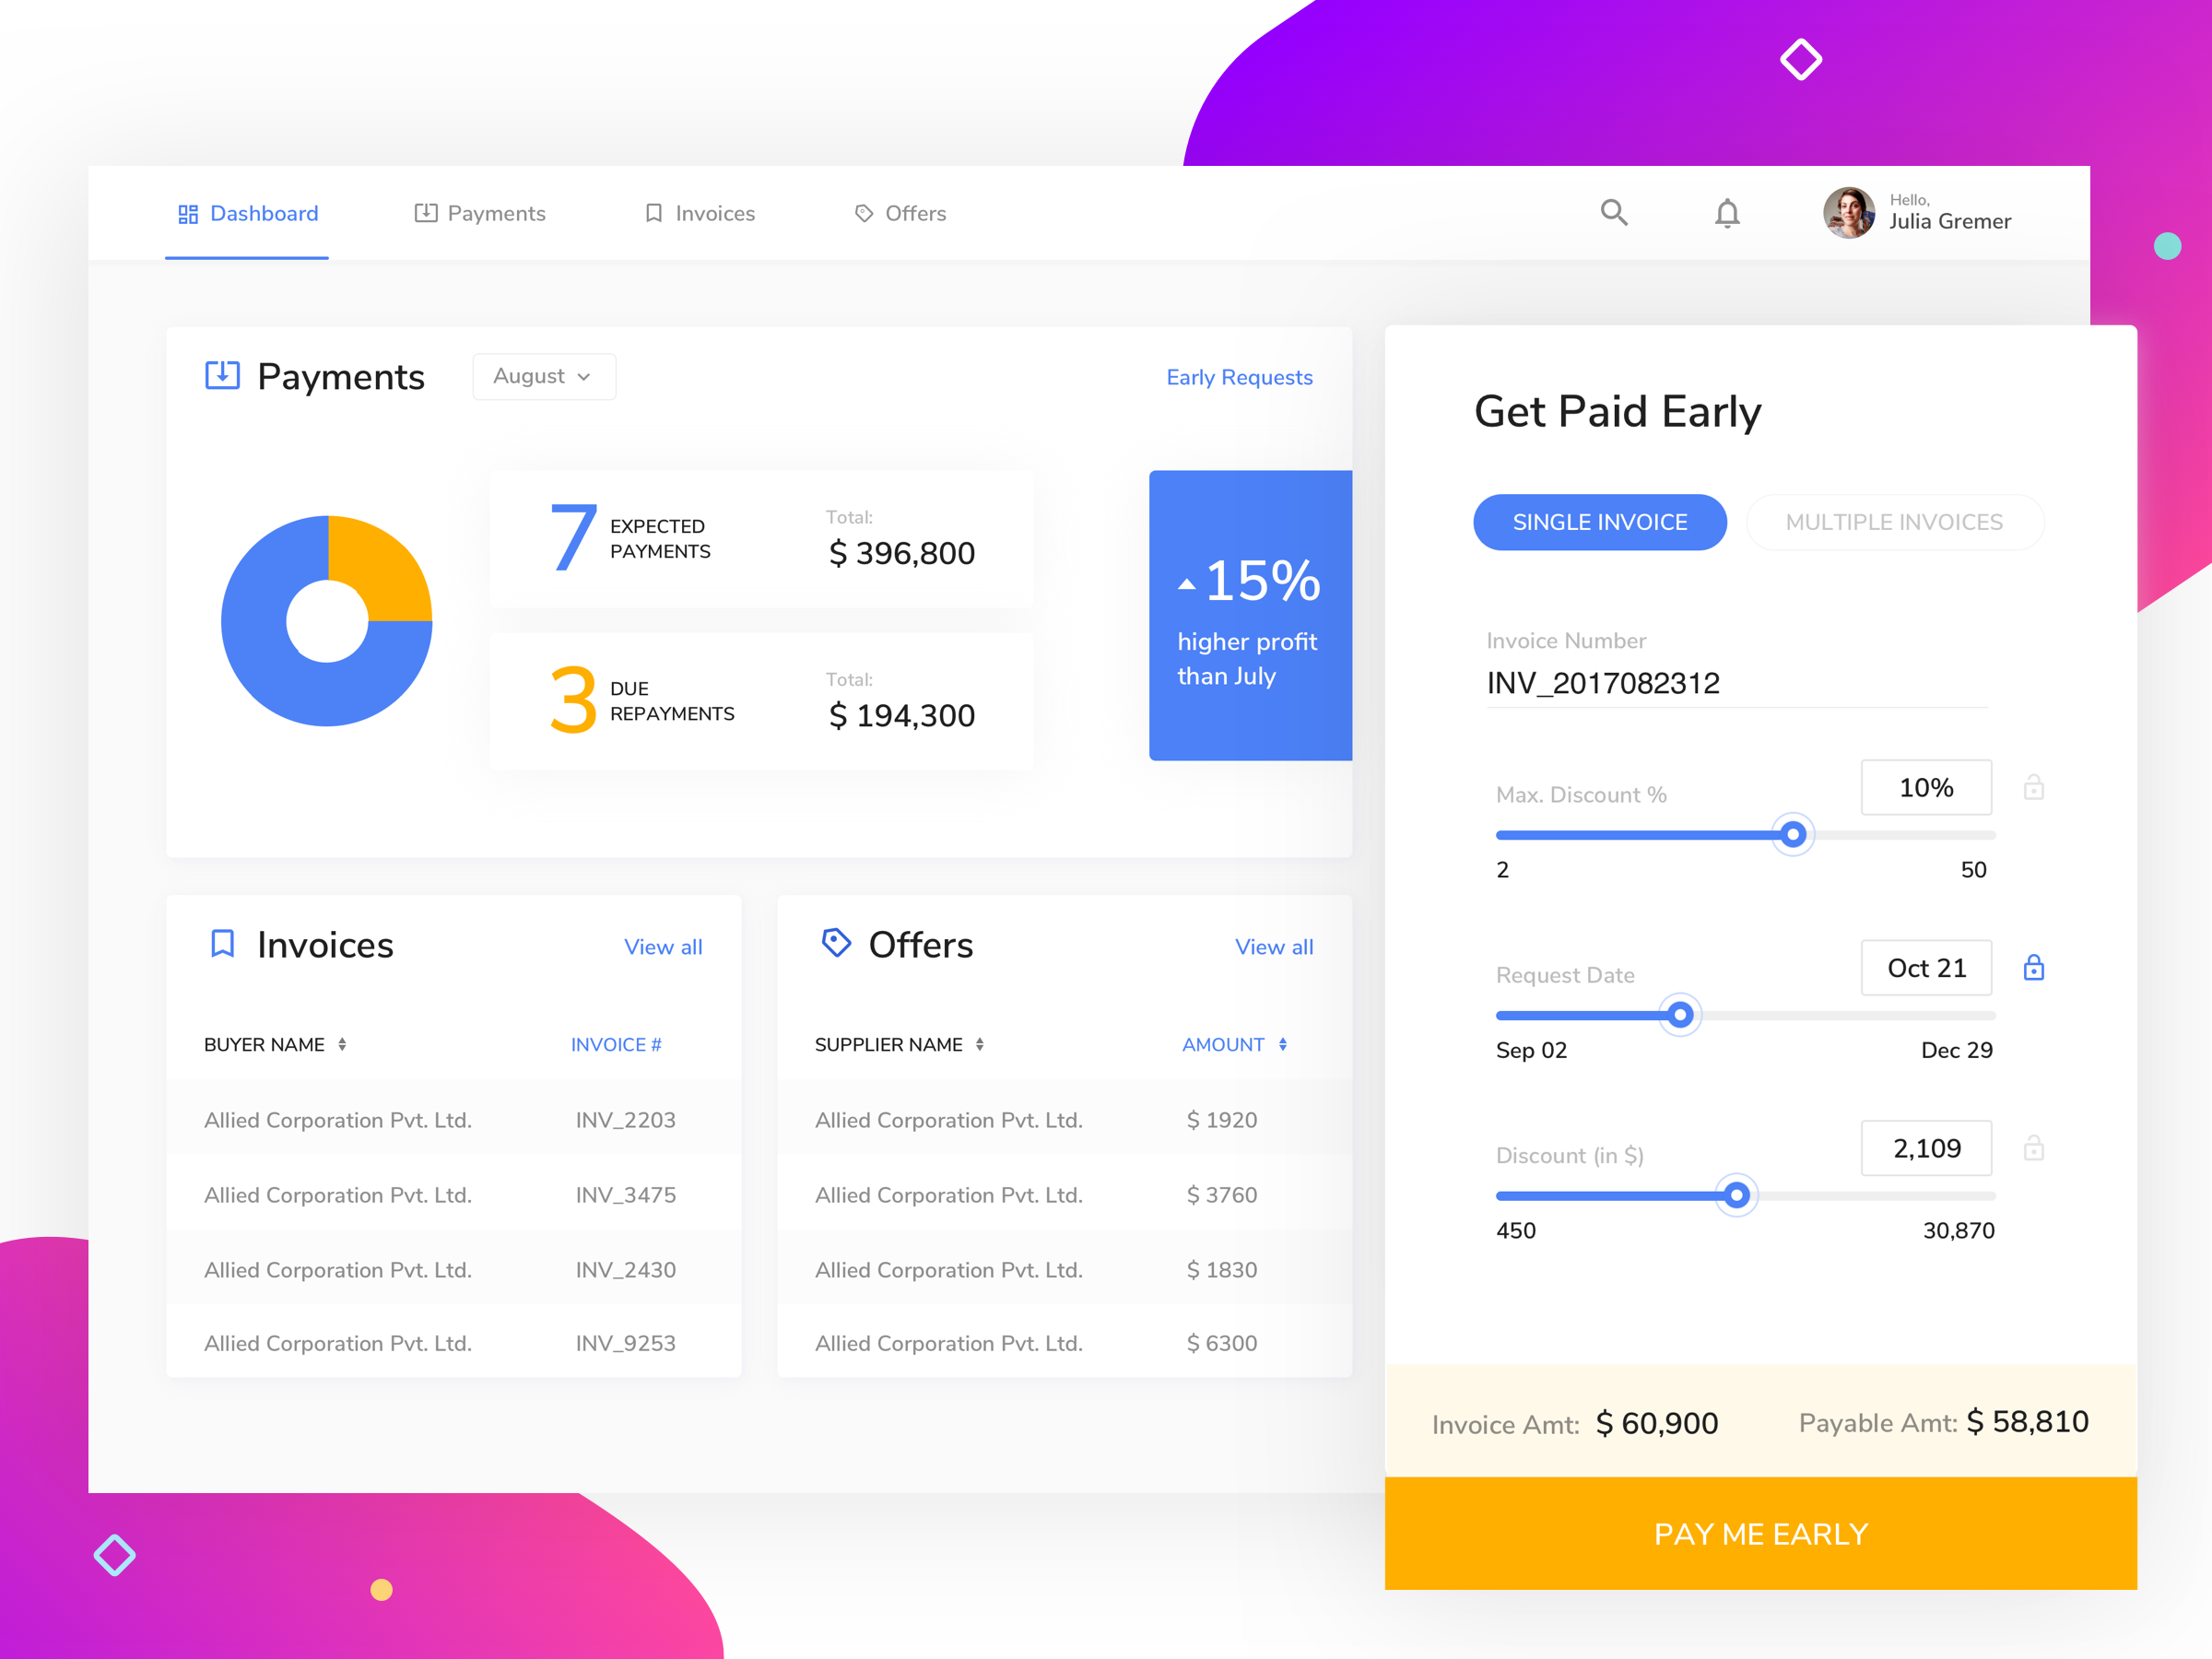 Dashboard
Payments
Invoices
Offers
Hello,
Julia Gremer
Payments
August
Early Requests
7
EXPECTED
PAYMENTS
Total:
$ 396,800
3
DUE
REPAYMENTS
Total:
$ 194,300
15%
higher profit
than July
Invoices
View all
BUYER NAME
INVOICE #
Allied Corporation Pvt. Ltd.
INV_2203
Allied Corporation Pvt. Ltd.
INV_3475
Allied Corporation Pvt. Ltd.
INV_2430
Allied Corporation Pvt. Ltd.
INV_9253
Offers
View all
SUPPLIER NAME
AMOUNT
Allied Corporation Pvt. Ltd.
$ 1920
Allied Corporation Pvt. Ltd.
$ 3760
Allied Corporation Pvt. Ltd.
$ 1830
Allied Corporation Pvt. Ltd.
$ 6300
Get Paid Early
SINGLE INVOICE
MULTIPLE INVOICES
Invoice Number
INV_2017082312
Max. Discount %
10%
2
50
Request Date
Oct 21
Sep 02
Dec 29
Discount (in $)
2,109
450
30,870
Invoice Amt: $ 60,900
Payable Amt: $ 58,810
PAY ME EARLY